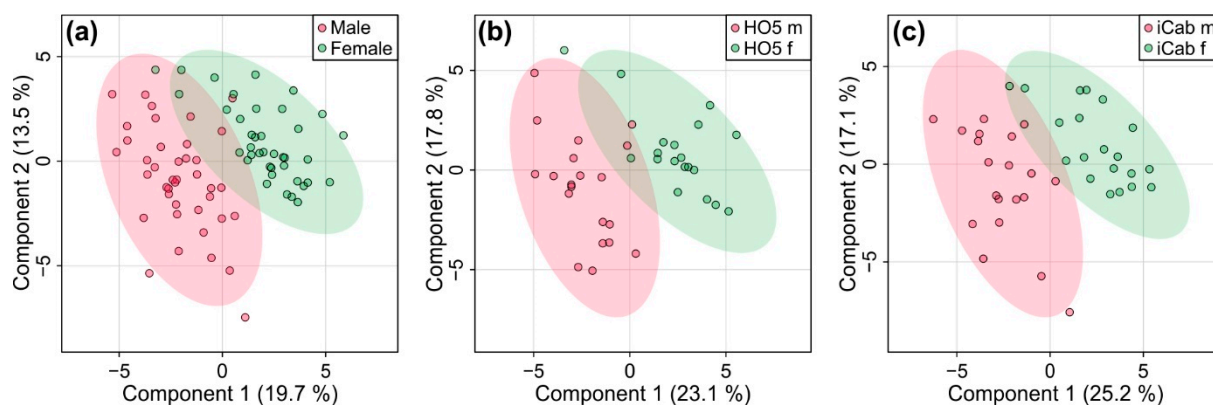 (a)
Male
Female
5
0
−5
Component 2 (13.5 %)
−5
0
5
Component 1 (19.7 %)
(b)
HO5 m
HO5 f
5
0
−5
Component 2 (17.8 %)
−5
0
5
Component 1 (23.1 %)
(c)
iCab m
iCab f
5
0
−5
Component 2 (17.1 %)
−5
0
5
Component 1 (25.2 %)